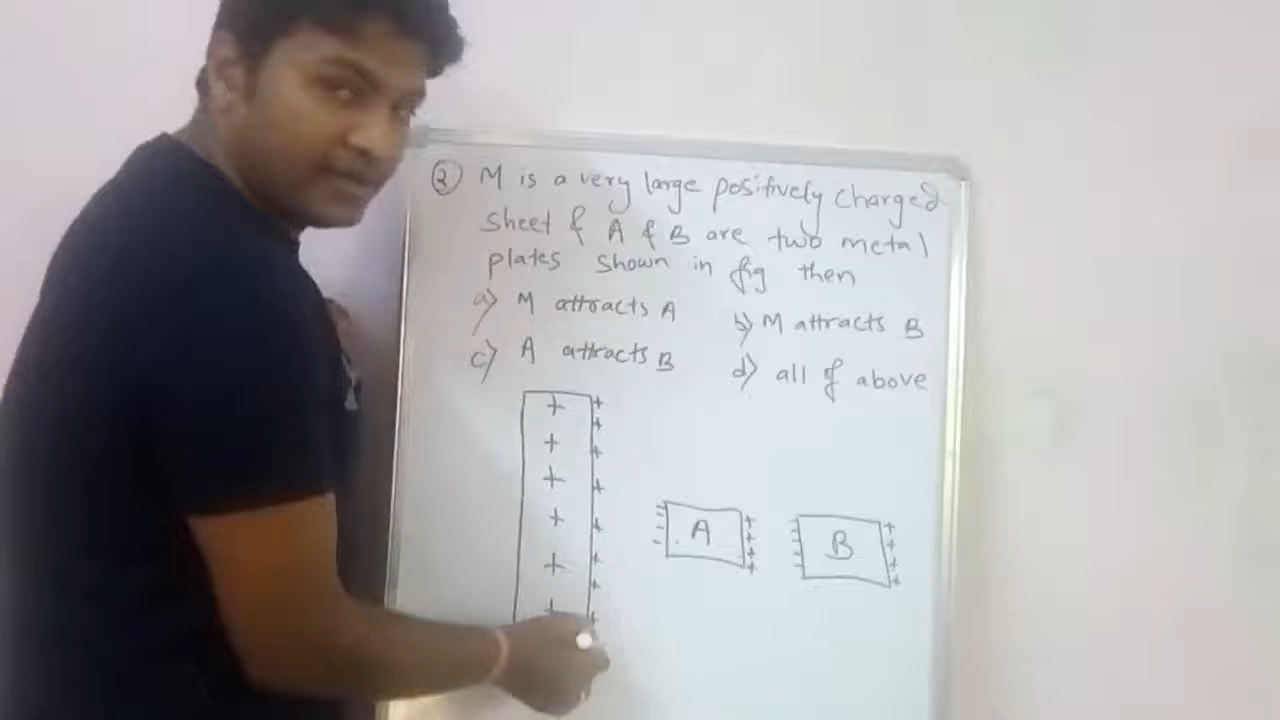 ② M is a very large positively charged
sheet & A & B are two metal
plates shown in fig then
a) M attracts A b) M attracts B
c) A attracts B d) all of above
+ +
+ +
+ +
+
+ +
+ +
+ +
A
B